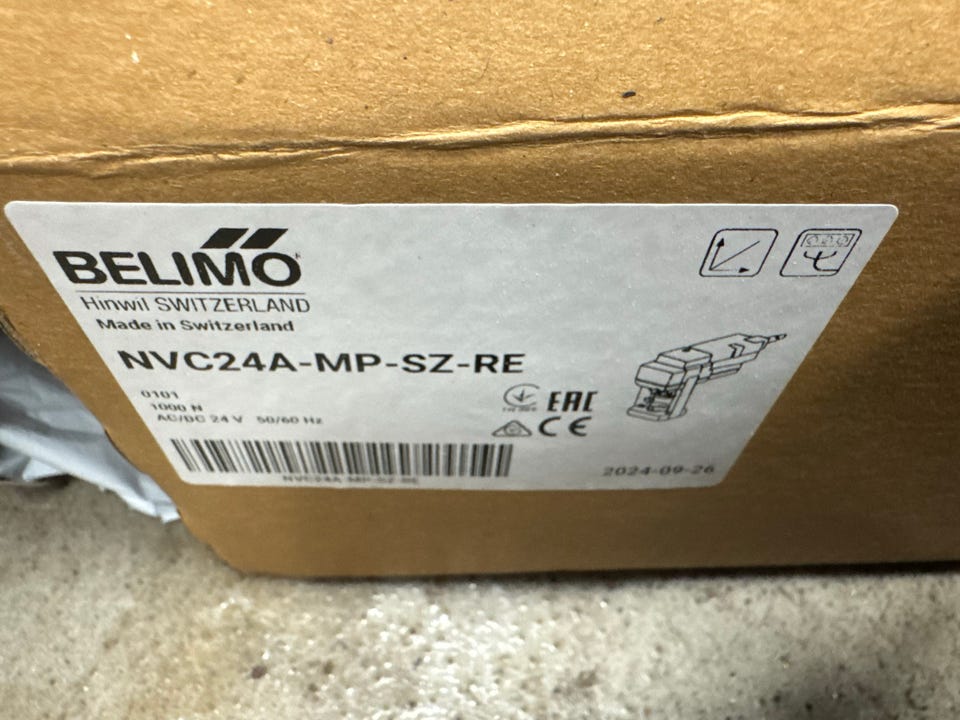 BELIMO
Hinwil SWITZERLAND
Made in Switzerland
NVC24A-MP-SZ-RE
0101
1000 N
AC/DC 24 V 50/60 Hz
EAC
CE
NVC24A-MP-SZ-RE
2024-09-26